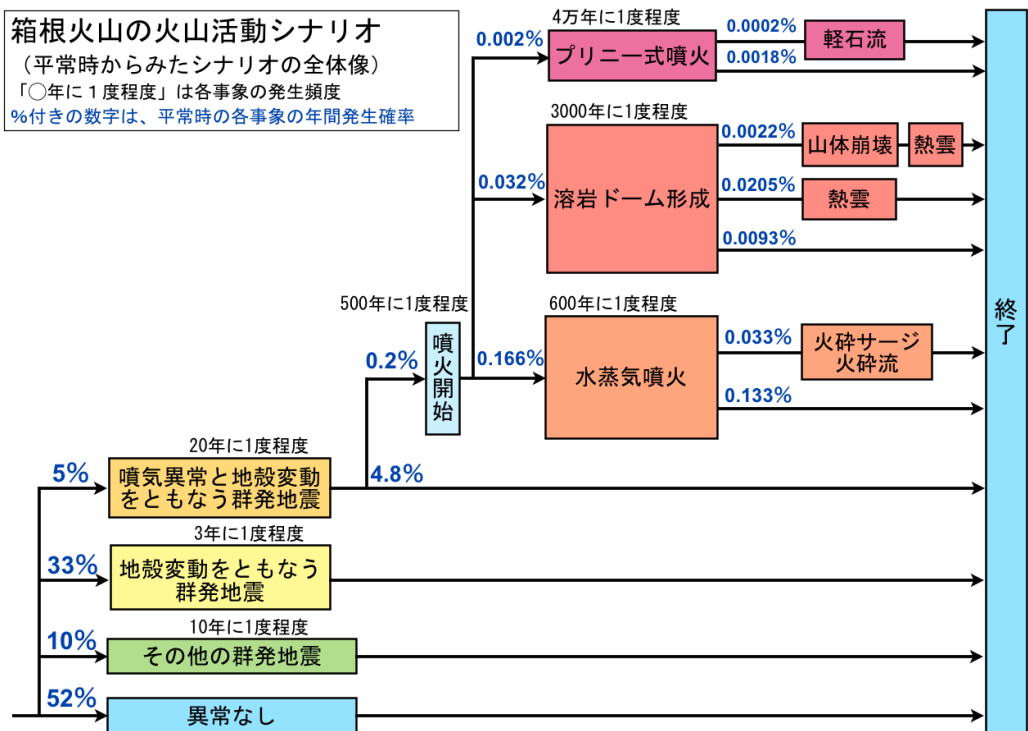 箱根火山の火山活動シナリオ
（平常時からみたシナリオの全体像）
「○年に１度程度」は各事象の発生頻度
%付きの数字は、平常時の各事象の年間発生確率
4万年に1度程度
0.002%
プリニー式噴火
0.0002%
軽石流
0.0018%
3000年に1度程度
0.032%
溶岩ドーム形成
0.0022%
山体崩壊
熱雲
0.0205%
熱雲
0.0093%
500年に1度程度
600年に1度程度
0.2%
噴火開始
0.166%
水蒸気噴火
0.033%
火砕サージ
火砕流
0.133%
20年に1度程度
5%
噴気異常と地殻変動
をともなう群発地震
4.8%
3年に1度程度
33%
地殻変動をともなう
群発地震
10年に1度程度
10%
その他の群発地震
52%
異常なし
終了